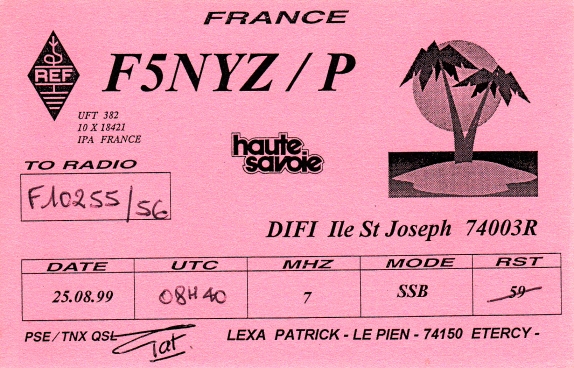 FRANCE
REF
F5NYZ / P
UFT 382
10 X 18421
IPA FRANCE
haute
savoie
TO RADIO
F10255/56
DIFI Ile St Joseph 74003R
DATE UTC MHZ MODE RST
25.08.99 08H40 7 SSB 59
PSE/TNX QSL Pat. LEXA PATRICK - LE PIEN - 74150 ETERCY -